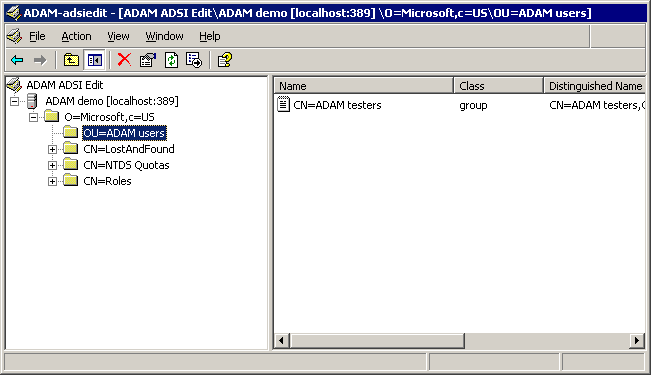 ADAM-adsiedit - [ADAM ADSI Edit\ADAM demo [localhost:389] \O=Microsoft,c=US\OU=ADAM users]
File Action View Window Help
ADAM ADSI Edit
ADAM demo [localhost:389]
O=Microsoft,c=US
OU=ADAM users
CN=LostAndFound
CN=NTDS Quotas
CN=Roles
Name Class Distinguished Name
CN=ADAM testers group CN=ADAM testers,